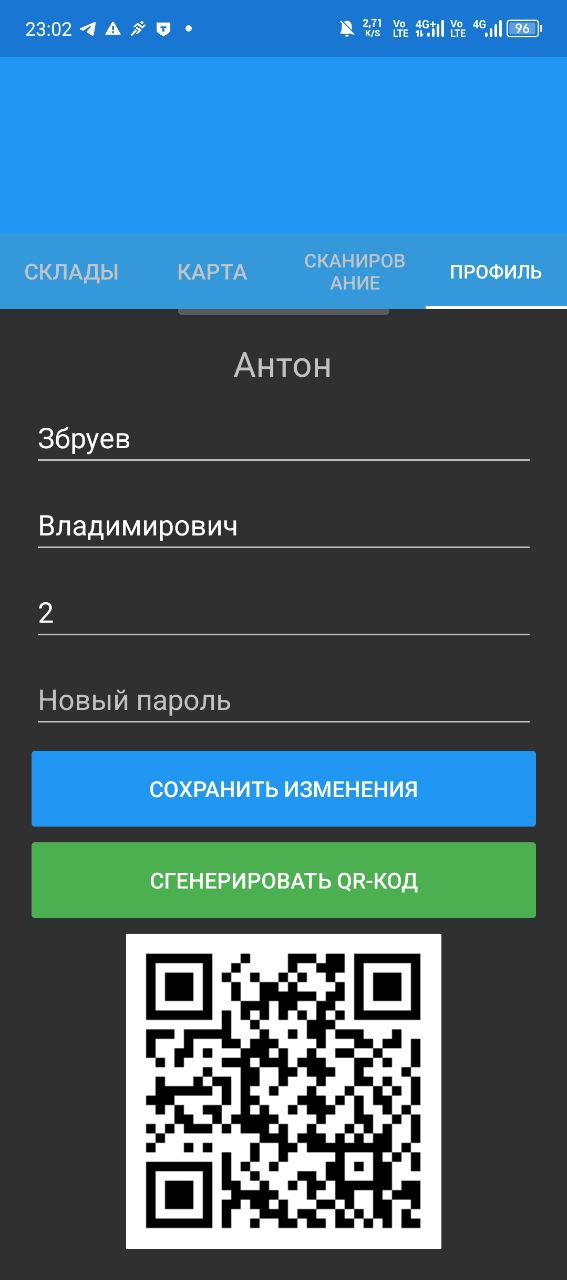 23:02
2,71 K/S Vo LTE 4G+ Vo LTE 4G 96
СКЛАДЫ
КАРТА
СКАНИРОВ
АНИЕ
ПРОФИЛЬ
Антон
Збруев
Владимирович
2
Новый пароль
СОХРАНИТЬ ИЗМЕНЕНИЯ
СГЕНЕРИРОВАТЬ QR-КОД